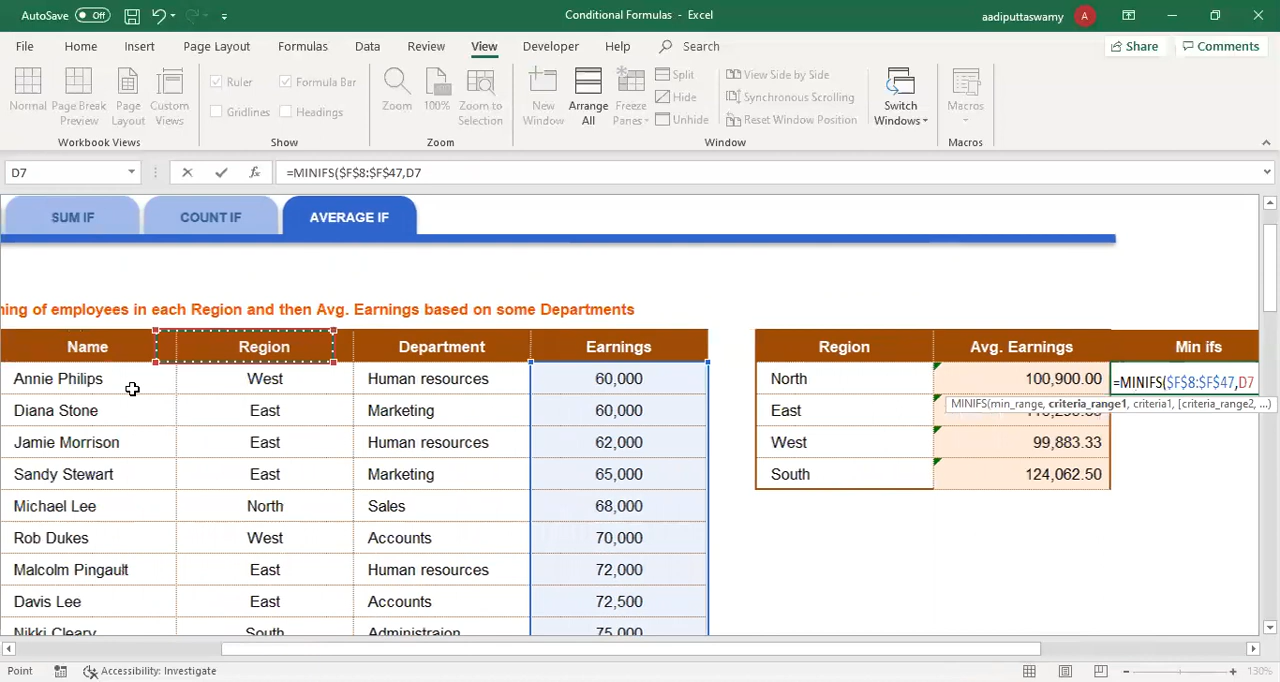 AutoSave Off
Conditional Formulas - Excel
aadiputtaswamy A
File Home Insert Page Layout Formulas Data Review View Developer Help Search Share Comments
Normal Page Break Preview Page Layout Custom Views
Workbook Views
Ruler Formula Bar
Gridlines Headings
Show
Zoom 100% Zoom to Selection
Zoom
New Window Arrange All Freeze Panes
Split
Hide
Unhide
View Side by Side
Synchronous Scrolling
Reset Window Position
Switch Windows
Window
Macros
Macros
D7 fx =MINIFS($F$8:$F$47,D7
SUM IF COUNT IF AVERAGE IF
ning of employees in each Region and then Avg. Earnings based on some Departments
Name Region Department Earnings Region Avg. Earnings Min ifs
Annie Philips West Human resources 60,000 North 100,900.00 =MINIFS($F$8:$F$47,D7
MINIFS(min_range, criteria_range1, criteria1, [criteria_range2, ...)
Diana Stone East Marketing 60,000 East
Jamie Morrison East Human resources 62,000 West 99,883.33
Sandy Stewart East Marketing 65,000 South 124,062.50
Michael Lee North Sales 68,000
Rob Dukes West Accounts 70,000
Malcolm Pingault East Human resources 72,000
Davis Lee East Accounts 72,500
Nikki Cleary South Administraion 75,000
Point Accessibility: Investigate 130%